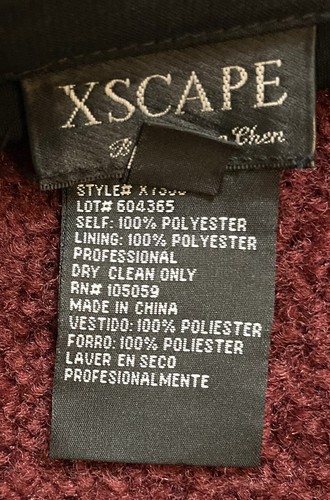 XSCAPE
Chen
STYLE#
LOT# 604365
SELF: 100% POLYESTER
LINING: 100% POLYESTER
PROFESSIONAL
DRY CLEAN ONLY
RN# 105059
MADE IN CHINA
VESTIDO: 100% POLIESTER
FORRO: 100% POLIESTER
LAVER EN SECO
PROFESIONALMENTE